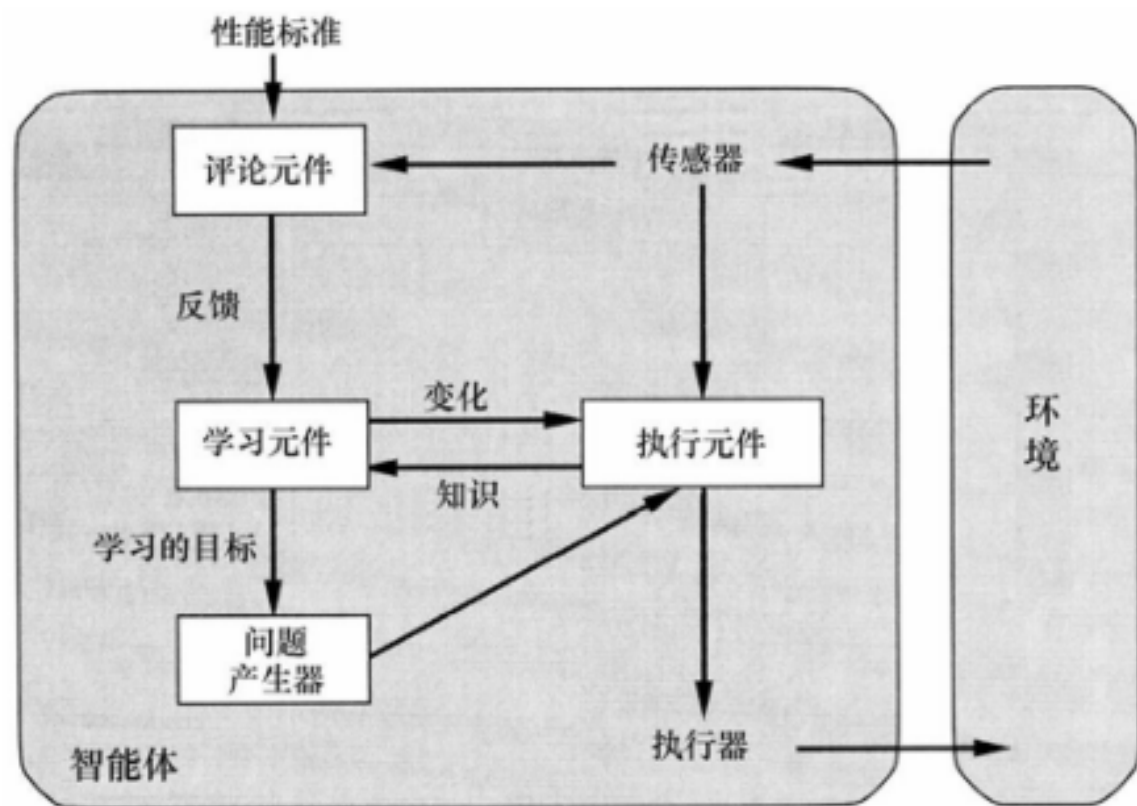 性能标准
评论元件
传感器
反馈
变化
学习元件
执行元件
知识
环
境
学习的目标
问题
产生器
执行器
智能体